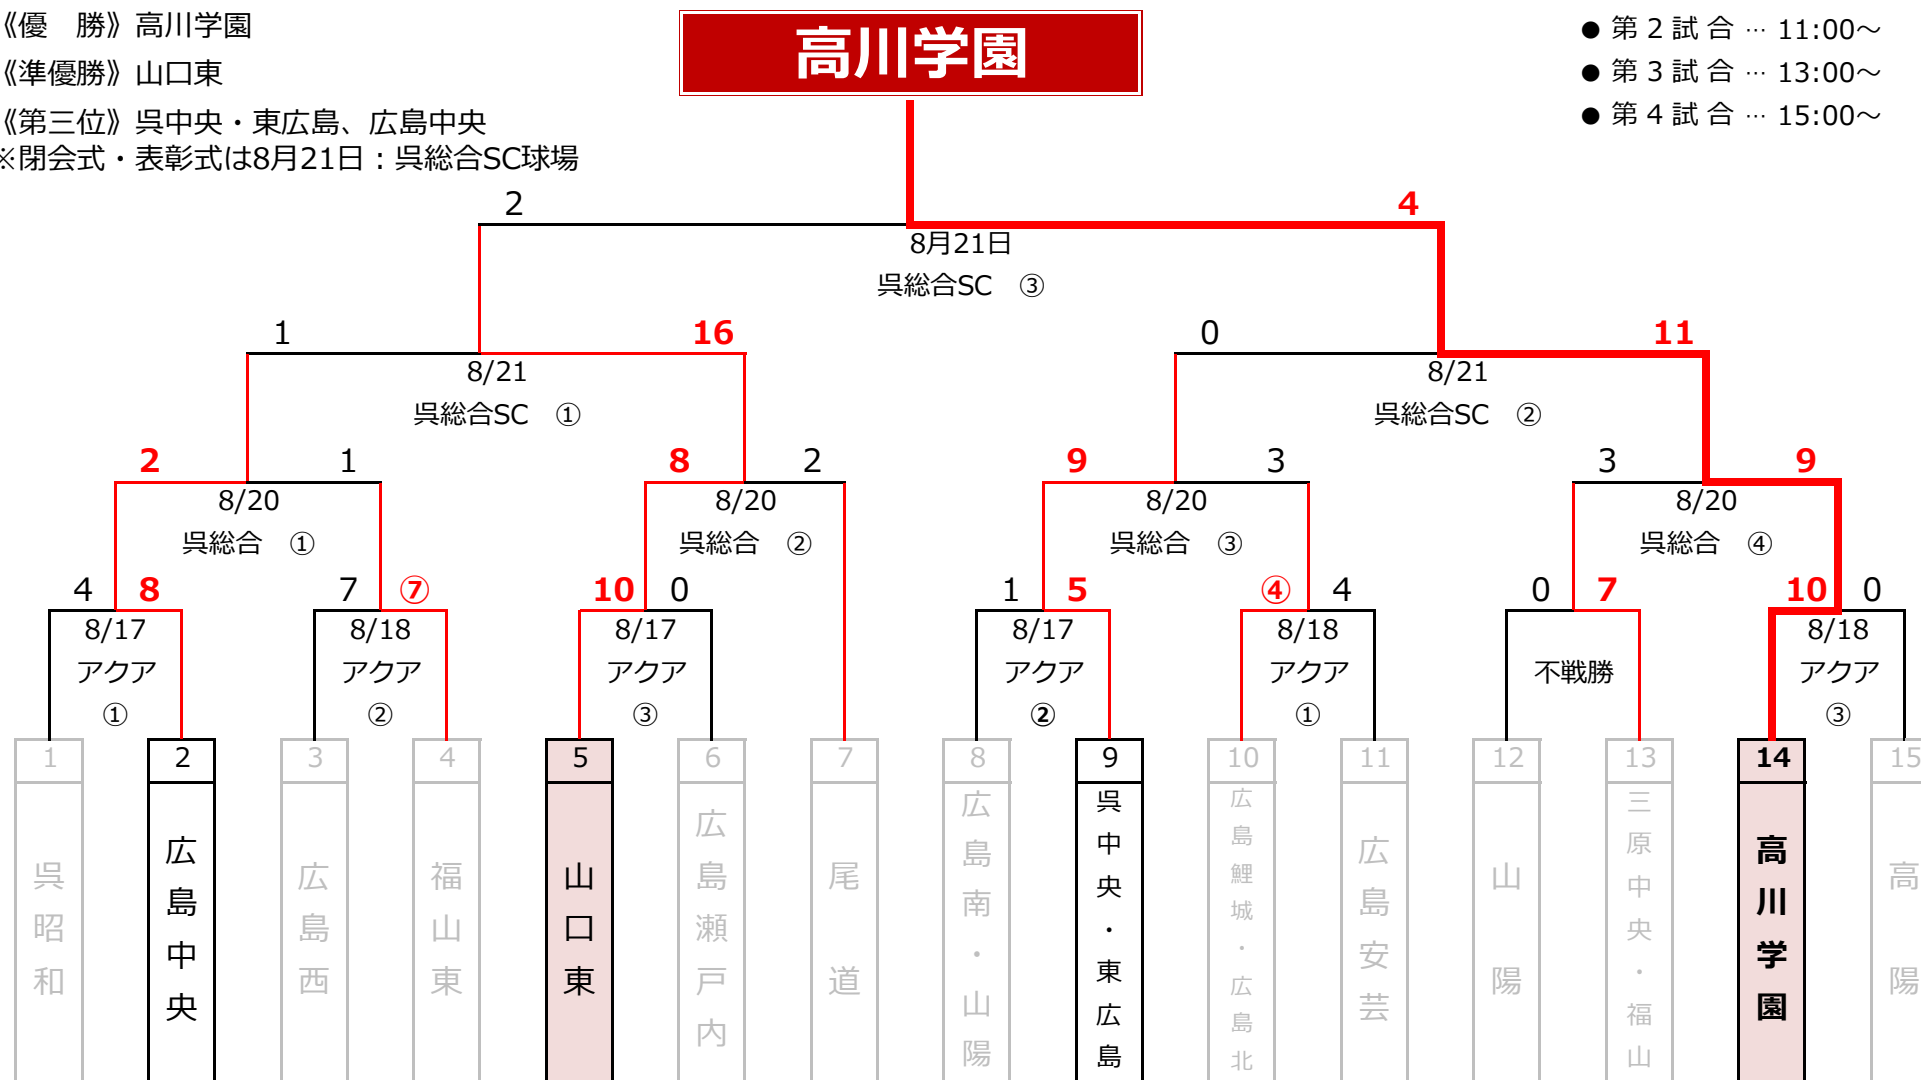 《優　勝》高川学園
《準優勝》山口東
《第三位》呉中央・東広島、広島中央
※閉会式・表彰式は8月21日：呉総合SC球場
高川学園
● 第２試合 … 11:00～
● 第３試合 … 13:00～
● 第４試合 … 15:00～
2 4
8月21日
呉総合SC　③
1 16 0 11
8/21 8/21
呉総合SC　① 呉総合SC　②
2 1 8 2 9 3 3 9
8/20 8/20 8/20 8/20
呉総合　① 呉総合　② 呉総合　③ 呉総合　④
4 8 7 ⑦ 10 0 1 5 ④ 4 0 7 10 0
8/17 8/18 8/17 8/17 8/18 8/18
アクア アクア アクア アクア アクア 不戦勝 アクア
① ② ③ ② ① ③
1 2 3 4 5 6 7 8 9 10 11 12 13 14 15
呉昭和
広島中央
広島西
福山東
山口東
広島瀬戸内
尾道
広島南・山陽
呉中央・東広島
広島鯉城・広島北
広島安芸
山陽
三原中央・福山
高川学園
高陽